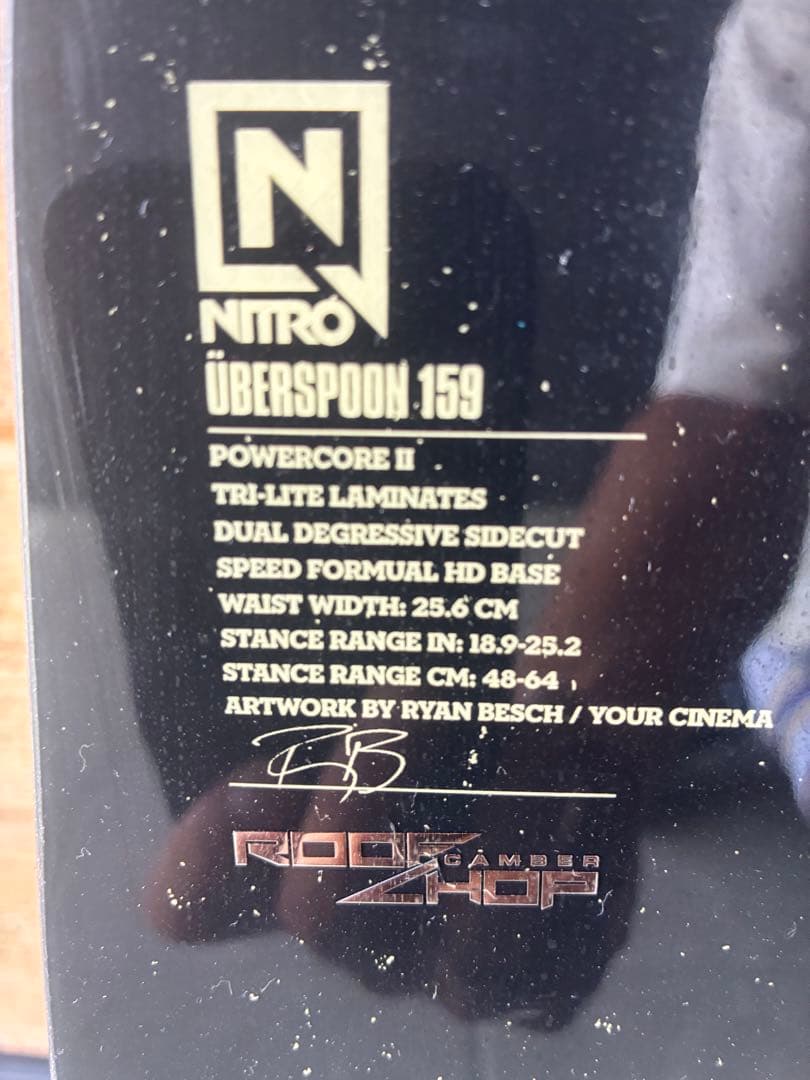 N
NITRO
ÜBERSPOON 159
POWERCORE II
TRI-LITE LAMINATES
DUAL DEGRESSIVE SIDECUT
SPEED FORMUAL HD BASE
WAIST WIDTH: 25.6 CM
STANCE RANGE IN: 18.9-25.2
STANCE RANGE CM: 48-64
ARTWORK BY RYAN BESCH / YOUR CINEMA
RB
ROOF
CAMBER
CHOP